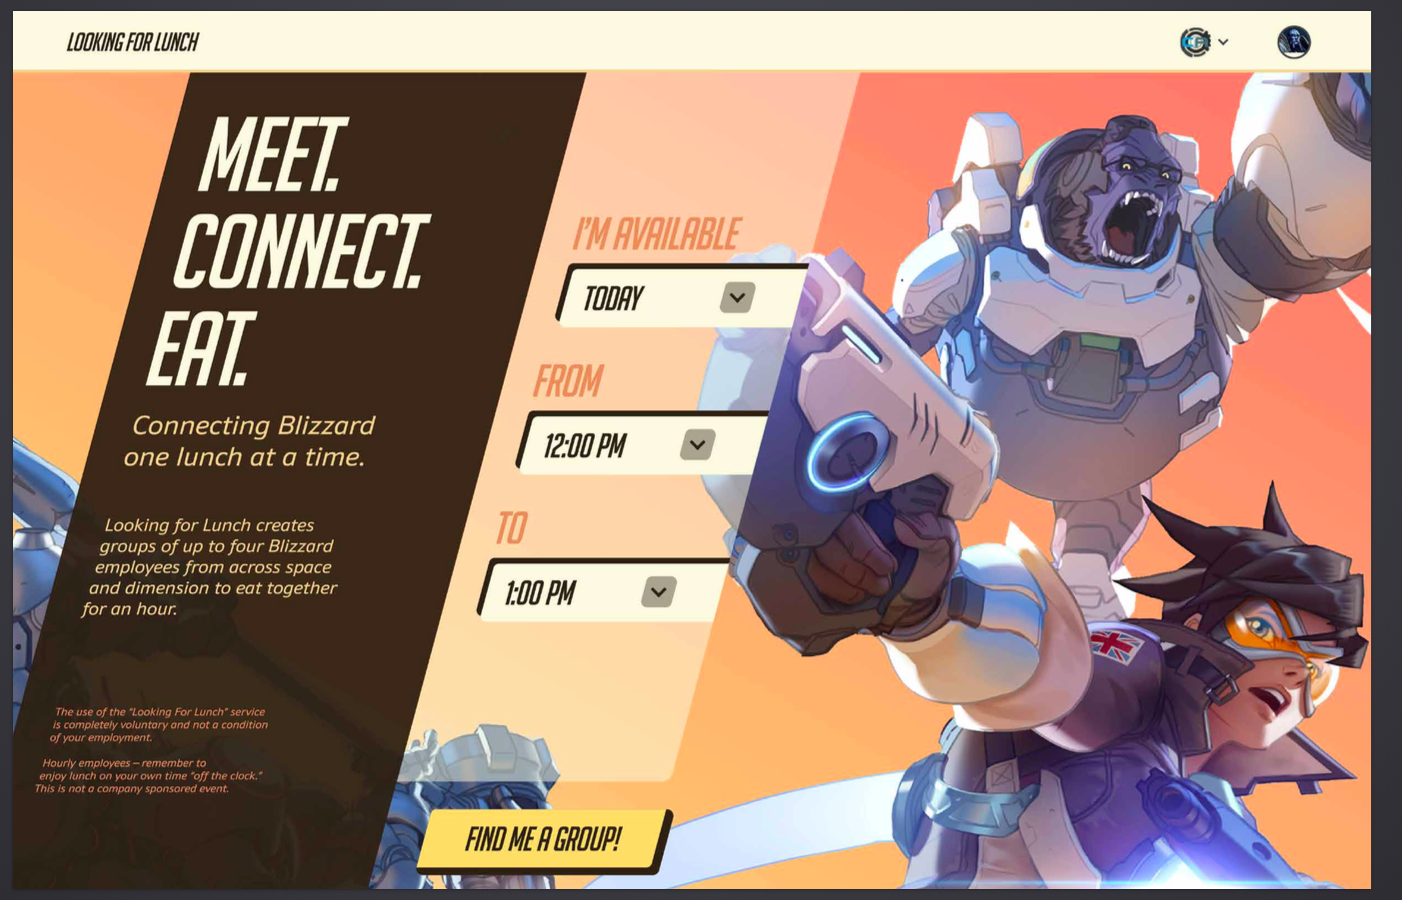 LOOKING FOR LUNCH
MEET.
CONNECT.
EAT.
Connecting Blizzard
one lunch at a time.
Looking for Lunch creates
groups of up to four Blizzard
employees from across space
and dimension to eat together
for an hour.
The use of the "Looking For Lunch" service
is completely voluntary and not a condition
of your employment.
Hourly employees – remember to
enjoy lunch on your own time "off the clock."
This is not a company sponsored event.
I'M AVAILABLE
TODAY
FROM
12:00 PM
TO
1:00 PM
FIND ME A GROUP!